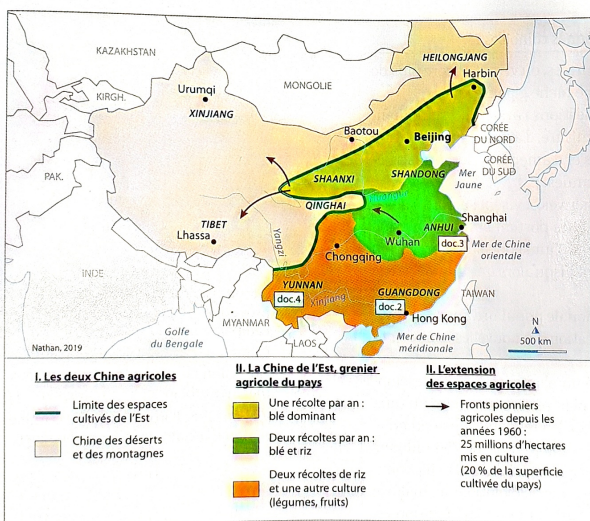 KAZAKHSTAN
HEILONGJANG
Harbin
MONGOLIE
Urumqi
KIRGH.
XINJIANG
Baotou
Beijing
CORÉE
DU NORD
CORÉE
DU SUD
PAK.
SHAANXI
SHANDONG
Mer
Jaune
QINGHAI
TIBET
Lhassa
Yangzi
ANHUI
Shanghai
Wuhan
doc.3
Mer de Chine
orientale
Chongqing
INDE
YUNNAN
doc.4
Xinjiang
GUANGDONG
doc.2
TAIWAN
Hong Kong
MYANMAR
LAOS
Golfe
du Bengale
Mer de Chine
méridionale
N
500 km
Nathan, 2019
I. Les deux Chine agricoles
Limite des espaces
cultivés de l'Est
Chine des déserts
et des montagnes
II. La Chine de l'Est, grenier
agricole du pays
Une récolte par an :
blé dominant
Deux récoltes par an :
blé et riz
Deux récoltes de riz
et une autre culture
(légumes, fruits)
II. L'extension
des espaces agricoles
Fronts pionniers
agricoles depuis les
années 1960 :
25 millions d'hectares
mis en culture
(20 % de la superficie
cultivée du pays)